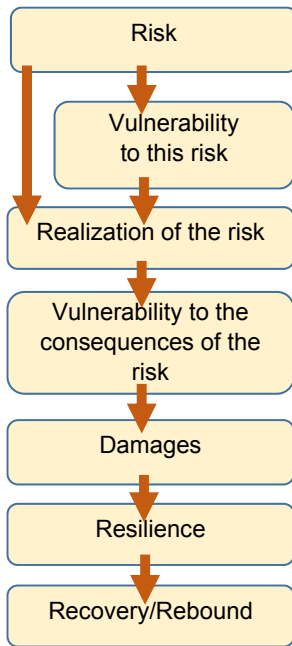 Risk
Vulnerability
to this risk
Realization of the risk
Vulnerability to the
consequences of the
risk
Damages
Resilience
Recovery/Rebound